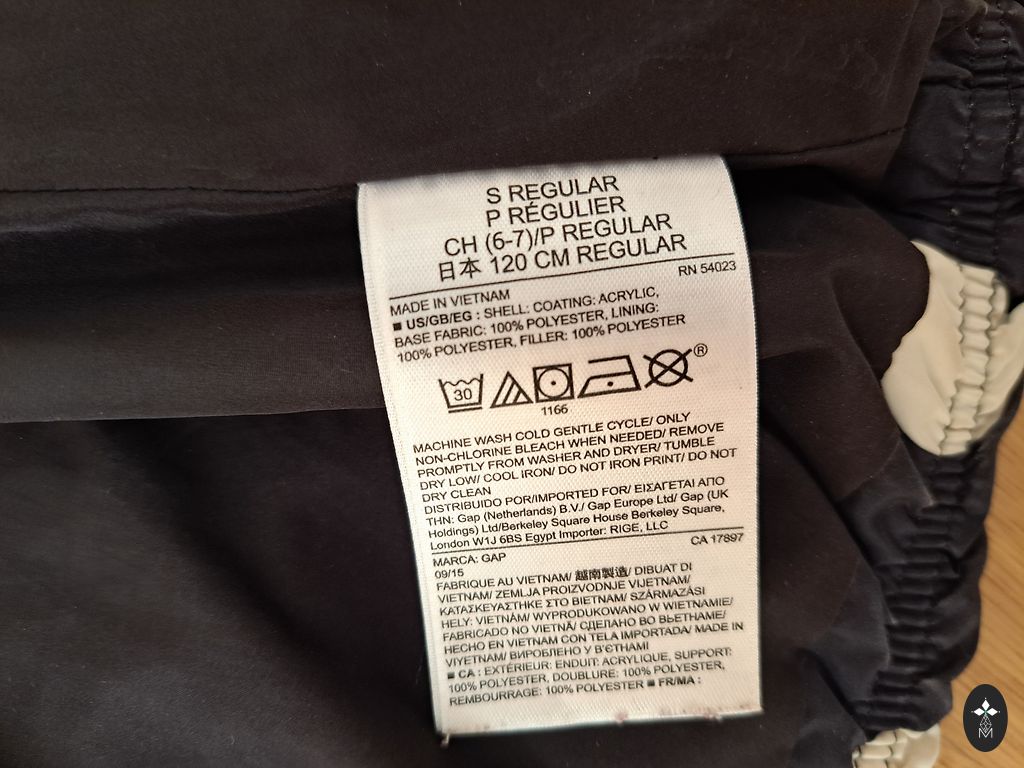 S REGULAR
P RÉGULIER
CH (6-7)/P REGULAR
日本 120 CM REGULAR
RN 54023
MADE IN VIETNAM
■ US/GB/EG : SHELL: COATING: ACRYLIC,
BASE FABRIC: 100% POLYESTER, LINING:
100% POLYESTER, FILLER: 100% POLYESTER
30
®
1166
MACHINE WASH COLD GENTLE CYCLE/ ONLY
NON-CHLORINE BLEACH WHEN NEEDED/ REMOVE
PROMPTLY FROM WASHER AND DRYER/ TUMBLE
DRY LOW/ COOL IRON/ DO NOT IRON PRINT/ DO NOT
DRY CLEAN
DISTRIBUIDO POR/IMPORTED FOR/ ΕΙΣΑΓΕΤΑΙ ΑΠΟ
ΤΗΝ: Gap (Netherlands) B.V./ Gap Europe Ltd/ Gap (UK
Holdings) Ltd/Berkeley Square House Berkeley Square,
London W1J 6BS Egypt Importer: RIGE, LLC
CA 17897
MARCA: GAP
09/15
FABRIQUE AU VIETNAM/ 越南製造/ DIBUAT DI
VIETNAM/ ZEMLJA PROIZVODNJE VIJETNAM/
ΚΑΤΑΣΚΕΥΑΣΤΗΚΕ ΣΤΟ ΒΙΕΤΝΑΜ/ SZÁRMAZÁSI
HELY: VIETNÁM/ WYPRODUKOWANO W WIETNAMIE/
FABRICADO NO VIETNÃ/ СДЕЛАНО ВО ВЬЕТНАМЕ/
HECHO EN VIETNAM CON TELA IMPORTADA/ MADE IN
VIYETNAM/ ВИРОБЛЕНО У В'ЄТНАМІ
■ CA : EXTÉRIEUR: ENDUIT: ACRYLIQUE, SUPPORT:
100% POLYESTER, DOUBLURE: 100% POLYESTER,
REMBOURRAGE: 100% POLYESTER ■ FR/MA :
M